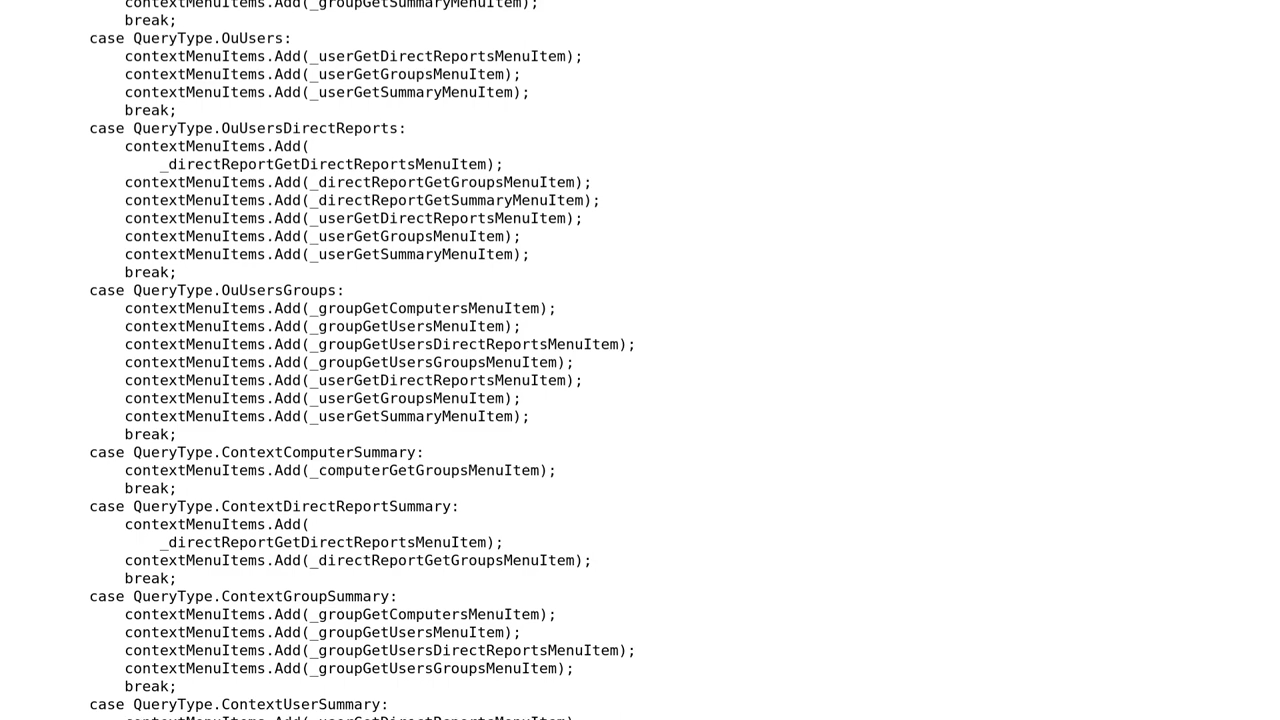 contextMenuItems.Add(_groupGetSummaryMenuItem);
break;
case QueryType.OuUsers:
contextMenuItems.Add(_userGetDirectReportsMenuItem);
contextMenuItems.Add(_userGetGroupsMenuItem);
contextMenuItems.Add(_userGetSummaryMenuItem);
break;
case QueryType.OuUsersDirectReports:
contextMenuItems.Add(
_directReportGetDirectReportsMenuItem);
contextMenuItems.Add(_directReportGetGroupsMenuItem);
contextMenuItems.Add(_directReportGetSummaryMenuItem);
contextMenuItems.Add(_userGetDirectReportsMenuItem);
contextMenuItems.Add(_userGetGroupsMenuItem);
contextMenuItems.Add(_userGetSummaryMenuItem);
break;
case QueryType.OuUsersGroups:
contextMenuItems.Add(_groupGetComputersMenuItem);
contextMenuItems.Add(_groupGetUsersMenuItem);
contextMenuItems.Add(_groupGetUsersDirectReportsMenuItem);
contextMenuItems.Add(_groupGetUsersGroupsMenuItem);
contextMenuItems.Add(_userGetDirectReportsMenuItem);
contextMenuItems.Add(_userGetGroupsMenuItem);
contextMenuItems.Add(_userGetSummaryMenuItem);
break;
case QueryType.ContextComputerSummary:
contextMenuItems.Add(_computerGetGroupsMenuItem);
break;
case QueryType.ContextDirectReportSummary:
contextMenuItems.Add(
_directReportGetDirectReportsMenuItem);
contextMenuItems.Add(_directReportGetGroupsMenuItem);
break;
case QueryType.ContextGroupSummary:
contextMenuItems.Add(_groupGetComputersMenuItem);
contextMenuItems.Add(_groupGetUsersMenuItem);
contextMenuItems.Add(_groupGetUsersDirectReportsMenuItem);
contextMenuItems.Add(_groupGetUsersGroupsMenuItem);
break;
case QueryType.ContextUserSummary: